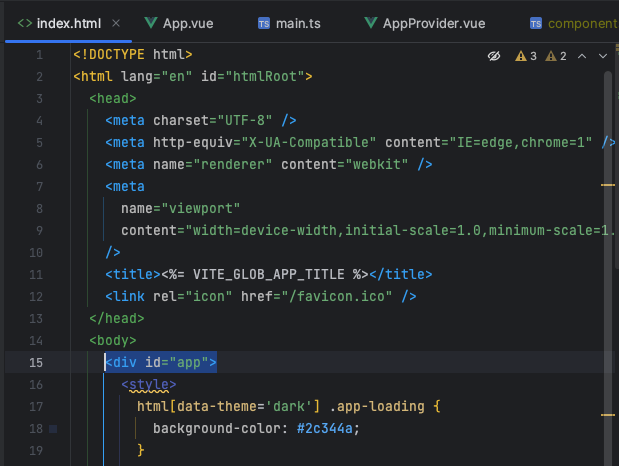 index.html App.vue main.ts AppProvider.vue component
3 2
1 <!DOCTYPE html>
2 <html lang="en" id="htmlRoot">
3 <head>
4 <meta charset="UTF-8" />
5 <meta http-equiv="X-UA-Compatible" content="IE=edge,chrome=1" />
6 <meta name="renderer" content="webkit" />
7 <meta
8 name="viewport"
9 content="width=device-width,initial-scale=1.0,minimum-scale=1.
10 />
11 <title><%= VITE_GLOB_APP_TITLE %></title>
12 <link rel="icon" href="/favicon.ico" />
13 </head>
14 <body>
15 <div id="app">
16 <style>
17 html[data-theme='dark'] .app-loading {
18 background-color: #2c344a;
19 }